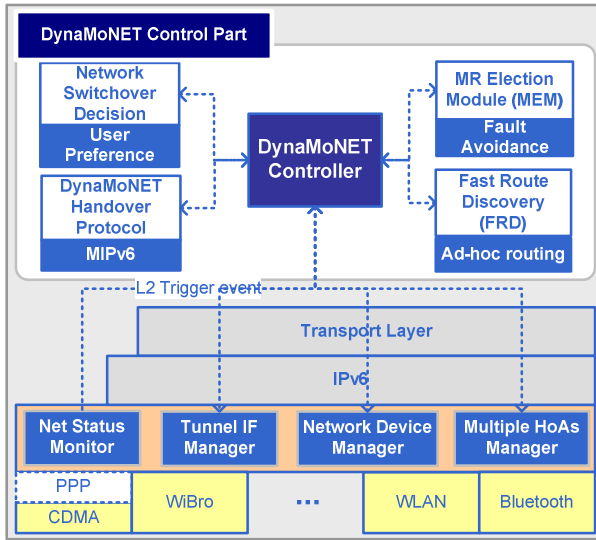 DynaMoNET Control Part
Network
Switchover
Decision
User
Preference
DynaMoNET
Handover
Protocol
MIPv6
DynaMoNET
Controller
MR Election
Module (MEM)
Fault
Avoidance
Fast Route
Discovery
(FRD)
Ad-hoc routing
L2 Trigger event
Transport Layer
IPv6
Net Status
Monitor
Tunnel IF
Manager
Network Device
Manager
Multiple HoAs
Manager
PPP
CDMA
WiBro
...
WLAN
Bluetooth